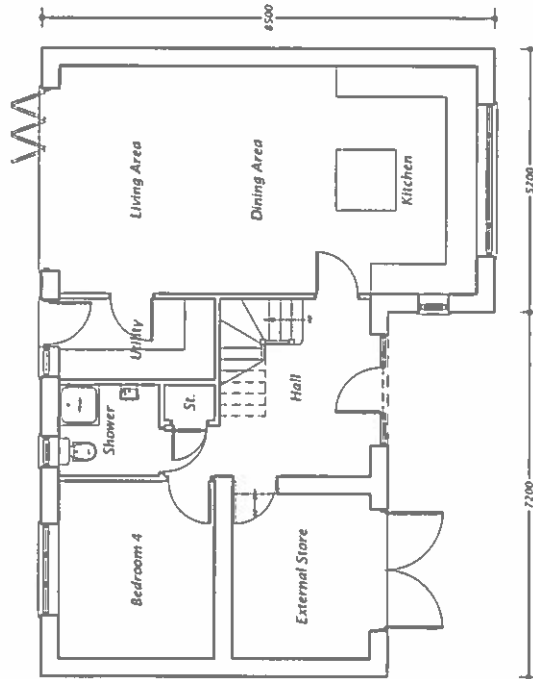 8500
Living Area
Dining Area
Kitchen
5200
Utility
Shower
St.
Hall
Bedroom 4
External Store
7200